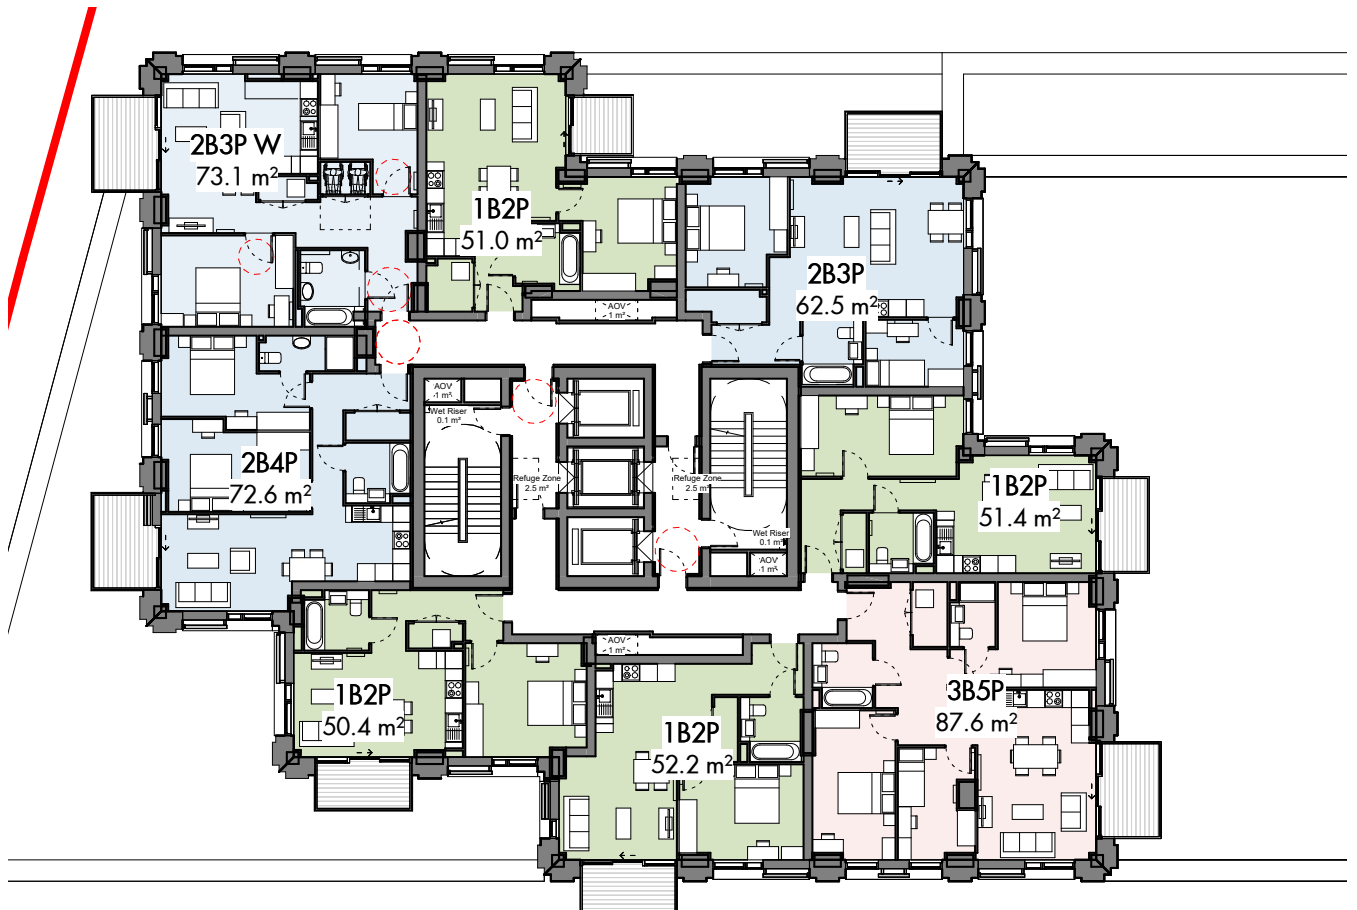 2B3P W
73.1 m²
1B2P
51.0 m²
2B3P
62.5 m²
AOV
1 m²
AOV
1 m²
Wet Riser
0.1 m²
2B4P
72.6 m²
Refuge Zone
2.5 m²
Refuge Zone
2.5 m²
1B2P
51.4 m²
Wet Riser
0.1 m²
AOV
1 m²
AOV
1 m²
1B2P
50.4 m²
1B2P
52.2 m²
3B5P
87.6 m²